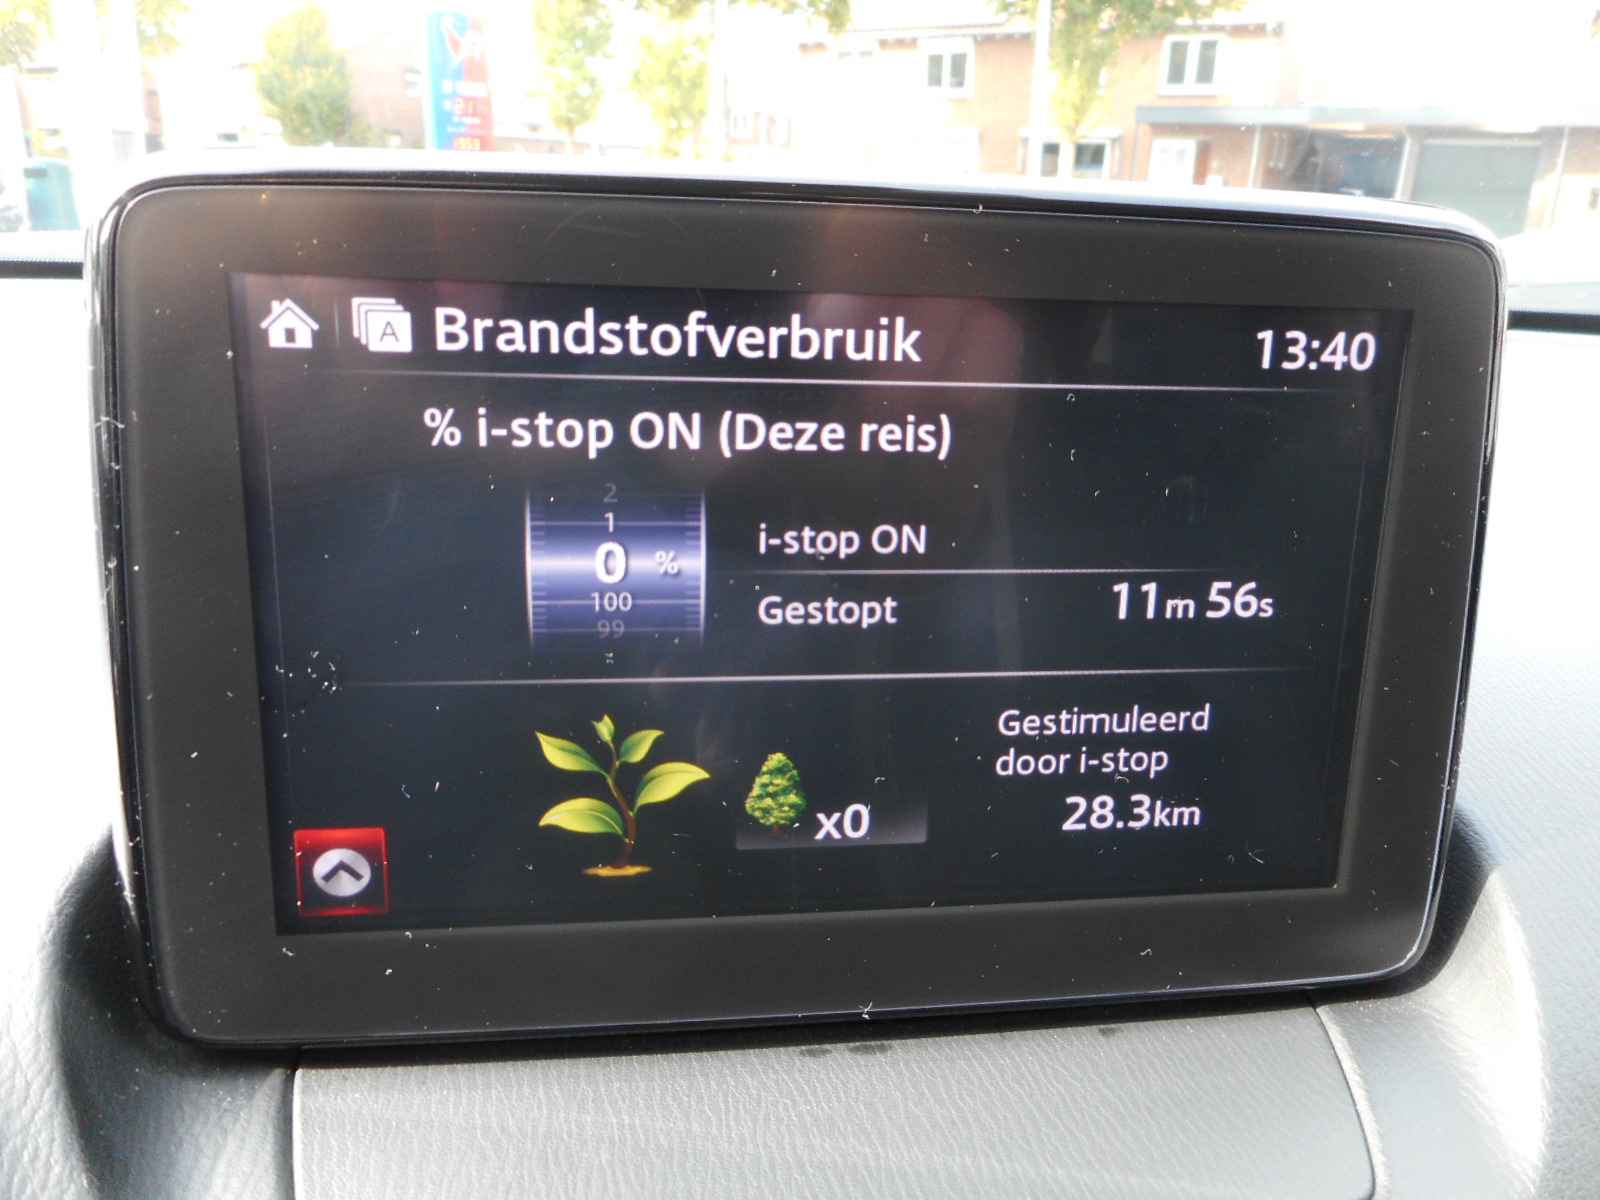 A Brandstofverbruik 13:40
% i-stop ON (Deze reis)
2
1
0 %
100
99
i-stop ON
Gestopt 11m 56s
Gestimuleerd
door i-stop
28.3km
x0